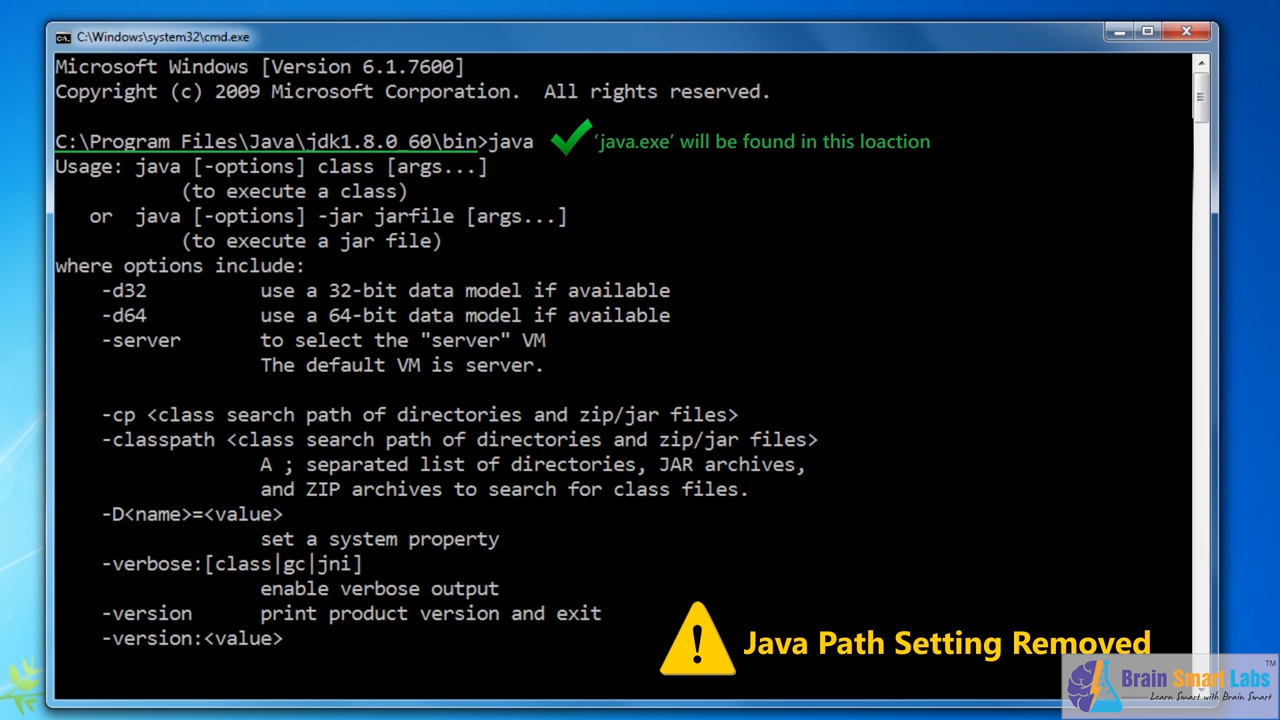 C:\Windows\system32\cmd.exe
Microsoft Windows [Version 6.1.7600]
Copyright (c) 2009 Microsoft Corporation.  All rights reserved.
C:\Program Files\Java\jdk1.8.0_60\bin>java ‘java.exe’ will be found in this loaction
Usage: java [-options] class [args...]
(to execute a class)
or  java [-options] -jar jarfile [args...]
(to execute a jar file)
where options include:
-d32 use a 32-bit data model if available
-d64 use a 64-bit data model if available
-server to select the "server" VM
The default VM is server.
-cp <class search path of directories and zip/jar files>
-classpath <class search path of directories and zip/jar files>
A ; separated list of directories, JAR archives,
and ZIP archives to search for class files.
-D<name>=<value>
set a system property
-verbose:[class|gc|jni]
enable verbose output
-version print product version and exit
-version:<value>
Java Path Setting Removed
Brain Smart Labs TM
Learn Smart with Brain Smart